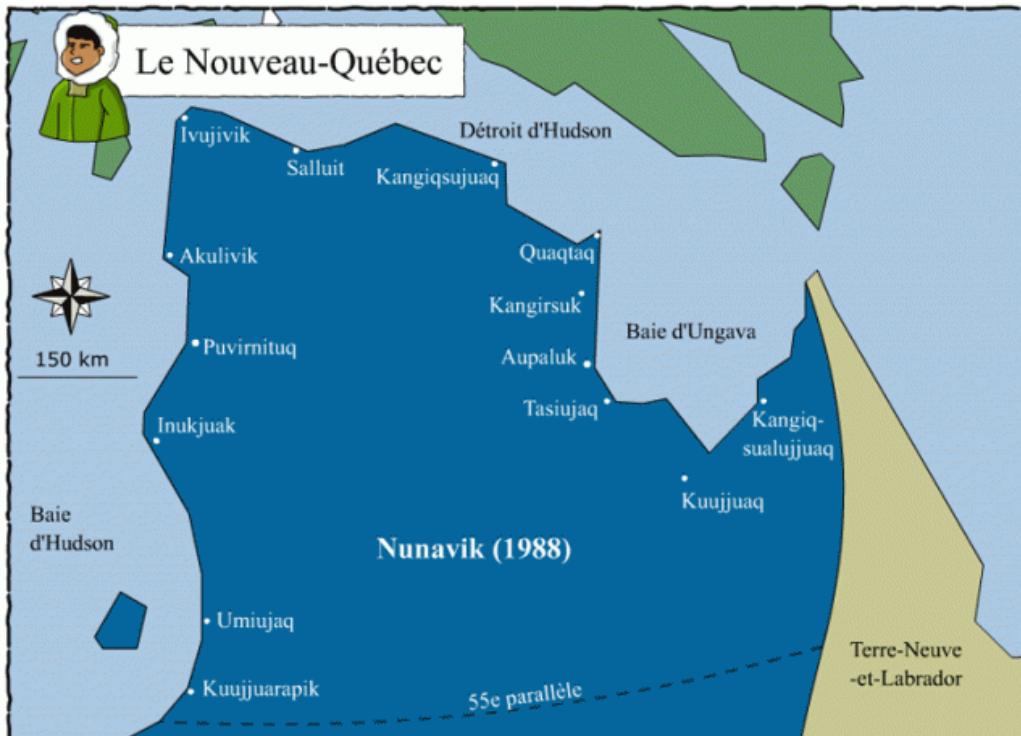 Le Nouveau-Québec
Ivujivik
Détroit d'Hudson
Salluit
Kangiqsujuaq
Quaqtaq
Akulivik
Kangirsuk
Baie d'Ungava
150 km
Puvirnituq
Aupaluk
Tasiujaq
Inukjuak
Kangiq-
sualujjuaq
Kuujjuaq
Baie
d'Hudson
Nunavik (1988)
Umiujaq
Terre-Neuve
-et-Labrador
Kuujjuarapik
55e parallèle